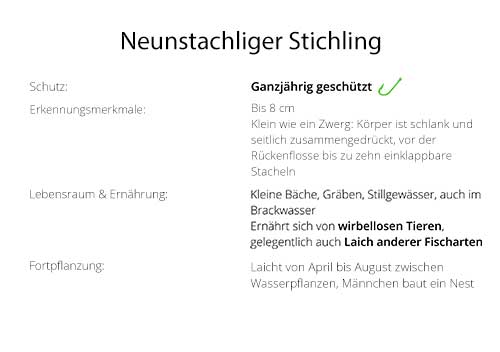 Neunstachliger Stichling
Schutz:
Ganzjährig geschützt
Erkennungsmerkmale:
Bis 8 cm
Klein wie ein Zwerg: Körper ist schlank und
seitlich zusammengedrückt, vor der
Rückenflosse bis zu zehn einklappbare
Stacheln
Lebensraum & Ernährung:
Kleine Bäche, Gräben, Stillgewässer, auch im
Brackwasser
Ernährt sich von wirbellosen Tieren,
gelegentlich auch Laich anderer Fischarten
Fortpflanzung:
Laicht von April bis August zwischen
Wasserpflanzen, Männchen baut ein Nest